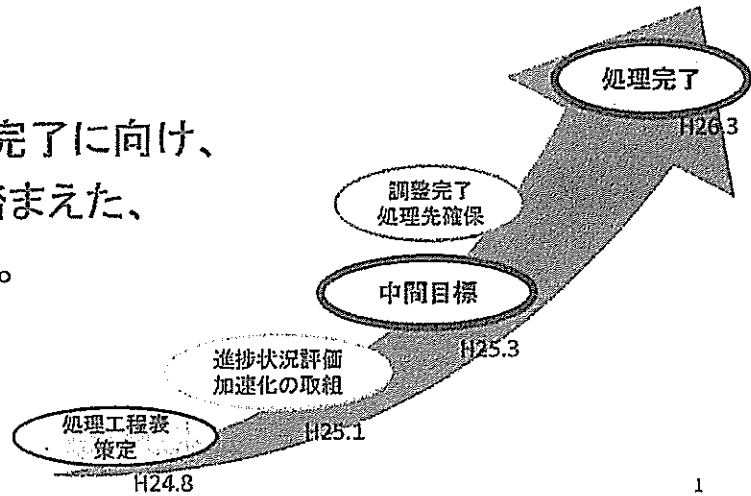 完了に向け、
踏まえた、
。
処理完了
H26.3
調整完了
処理先確保
中間目標
H25.3
進捗状況評価
加速化の取組
H25.1
処理工程表
策定
H24.8
1